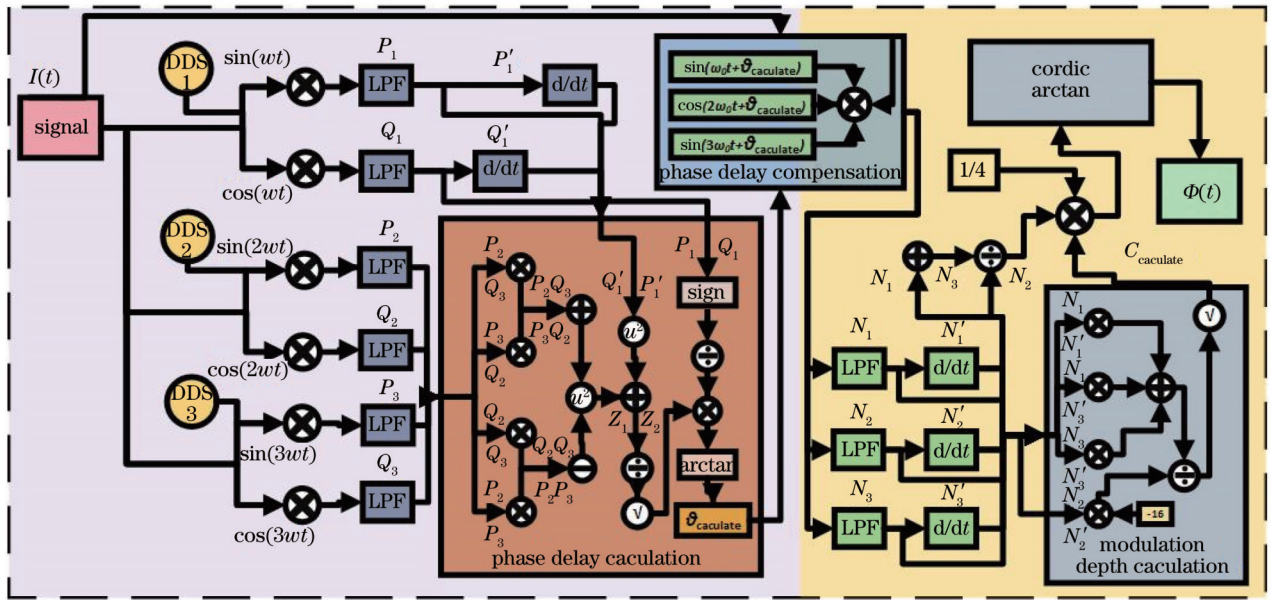 I(t)
signal
DDS
1
sin(wt)
cos(wt)
P₁
LPF
P′₁
d/dt
Q₁
LPF
Q′₁
d/dt
DDS
2
sin(2wt)
cos(2wt)
P₂
LPF
Q₂
LPF
DDS
3
sin(3wt)
cos(3wt)
P₃
LPF
Q₃
LPF
sin(ω₀t+ϑcaculate)
cos(2ω₀t+ϑcaculate)
sin(3ω₀t+ϑcaculate)
phase delay compensation
P₂
Q₃
P₃
Q₂
P₂Q₃
P₃Q₂
Q₂
Q₃
P₂
P₃
Q₂Q₃
P₂P₃
u²
Q′₁ P′₁
u²
Z₁ Z₂
√
P₁ Q₁
sign
arctan
ϑcaculate
phase delay caculation
cordic
arctan
1/4
Φ(t)
N₁
N₃
N₂
Ccaculate
N₁
LPF
N′₁
d/dt
N₂
LPF
N′₂
d/dt
N₃
LPF
N′₃
d/dt
N₁
N′₁
N₁
N′₃
N₃
N′₃
N₂
N′₂
-16
√
modulation
depth caculation